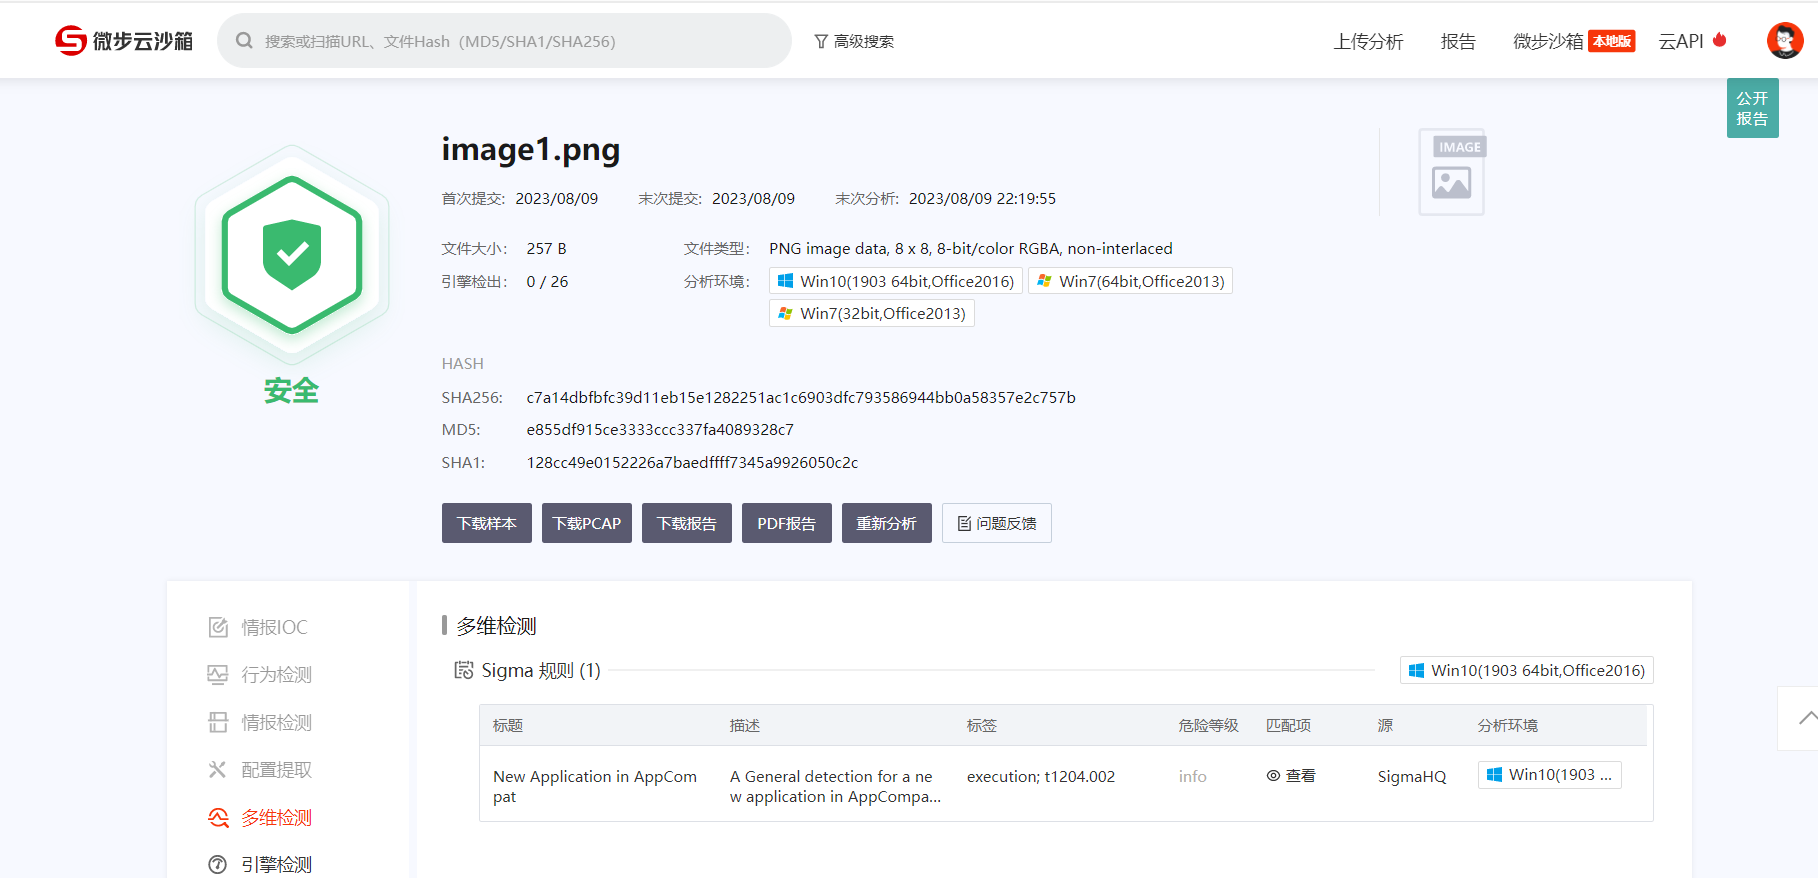 微步云沙箱
搜索或扫描URL、文件Hash（MD5/SHA1/SHA256）
高级搜索
上传分析
报告
微步沙箱 本地版
云API
公开
报告
image1.png
IMAGE
首次提交: 2023/08/09 末次提交: 2023/08/09 末次分析: 2023/08/09 22:19:55
文件大小: 257 B 文件类型: PNG image data, 8 x 8, 8-bit/color RGBA, non-interlaced
引擎检出: 0 / 26 分析环境: Win10(1903 64bit,Office2016) Win7(64bit,Office2013)
Win7(32bit,Office2013)
安全
HASH
SHA256: c7a14dbfbfc39d11eb15e1282251ac1c6903dfc793586944bb0a58357e2c757b
MD5: e855df915ce3333ccc337fa4089328c7
SHA1: 128cc49e0152226a7baedffff7345a9926050c2c
下载样本 下载PCAP 下载报告 PDF报告 重新分析 问题反馈
情报IOC
行为检测
情报检测
配置提取
多维检测
引擎检测
多维检测
Sigma 规则 (1) Win10(1903 64bit,Office2016)
标题 描述 标签 危险等级 匹配项 源 分析环境
New Application in AppCom A General detection for a ne execution; t1204.002 info 查看 SigmaHQ Win10(1903 ...
pat w application in AppCompa...